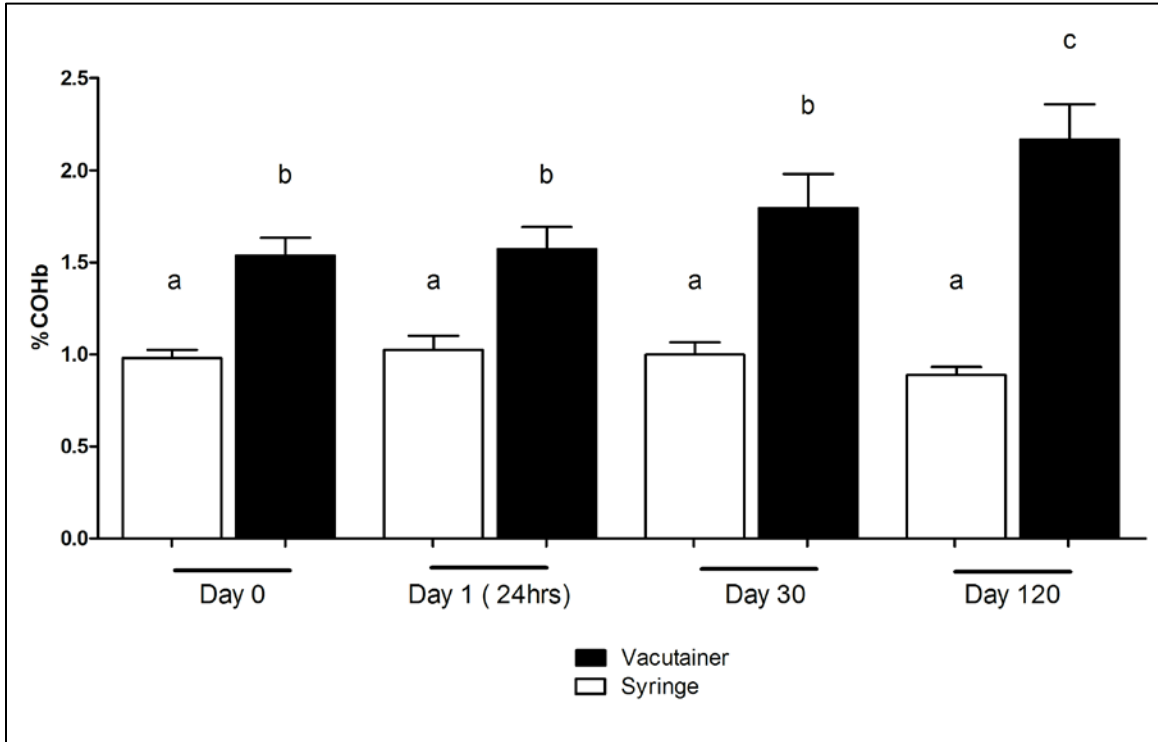 c
2.5
b
2.0
b
b
1.5
a
a
a
a
%COHb
1.0
0.5
0.0
Day 0
Day 1 ( 24hrs)
Day 30
Day 120
Vacutainer
Syringe